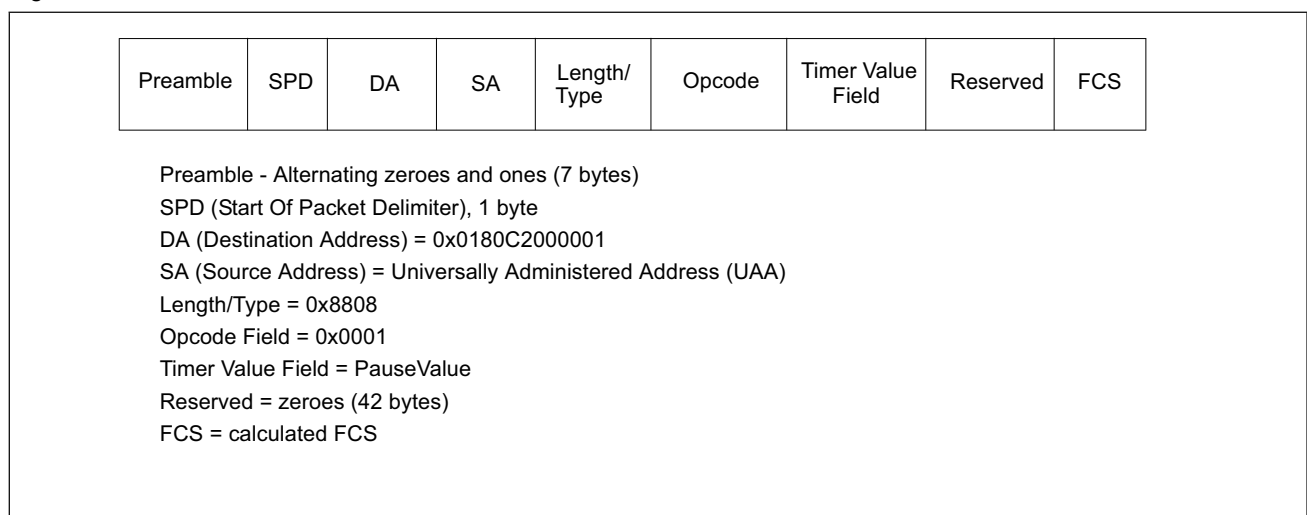 Preamble SPD DA SA Length/ Type Opcode Timer Value Field Reserved FCS
Preamble - Alternating zeroes and ones (7 bytes)
SPD (Start Of Packet Delimiter), 1 byte
DA (Destination Address) = 0x0180C2000001
SA (Source Address) = Universally Administered Address (UAA)
Length/Type = 0x8808
Opcode Field = 0x0001
Timer Value Field = PauseValue
Reserved = zeroes (42 bytes)
FCS = calculated FCS